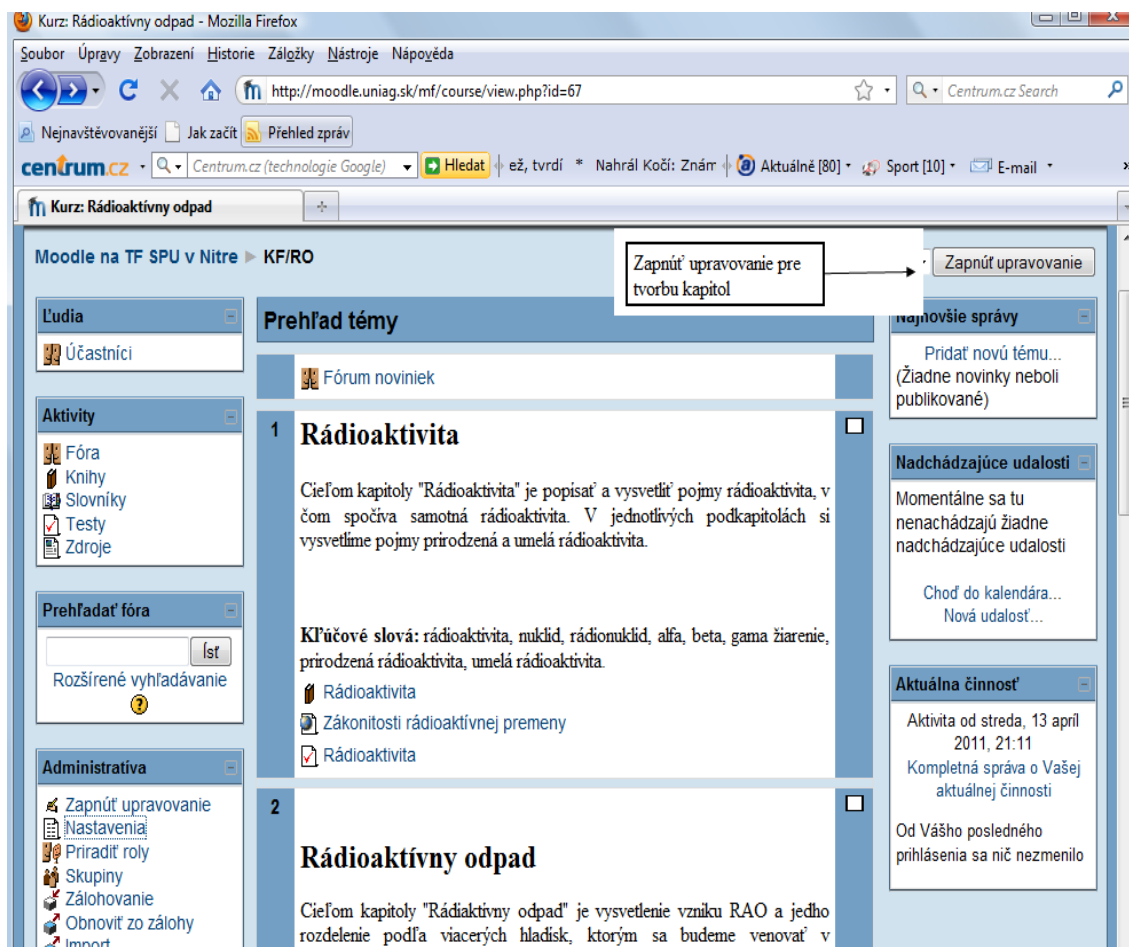 Kurz: Rádioaktívny odpad - Mozilla Firefox
Soubor Úpravy Zobrazení Historie Záložky Nástroje Nápověda
http://moodle.uniag.sk/mf/course/view.php?id=67
Centrum.cz Search
Nejnavštěvovanější Jak začít Přehled zpráv
centrum.cz Centrum.cz (technologie Google) Hledat ež, tvrdí * Nahrál Kočí: Znám Aktuálně [80] Sport [10] E-mail »
Kurz: Rádioaktívny odpad
Moodle na TF SPU v Nitre ► KF/RO
Zapnúť upravovanie pre
tvorbu kapitol
Zapnúť upravovanie
Ľudia
Účastníci
Aktivity
Fóra
Knihy
Slovníky
Testy
Zdroje
Prehľadať fóra
Ísť
Rozšírené vyhľadávanie
?
Administratíva
Zapnúť upravovanie
Nastavenia
Priradiť roly
Skupiny
Zálohovanie
Obnoviť zo zálohy
Import
Prehľad témy
Fórum noviniek
1
Rádioaktivita
Cieľom kapitoly "Rádioaktivita" je popisať a vysvetliť pojmy rádioaktivita, v
čom spočíva samotná rádioaktivita. V jednotlivých podkapitolách si
vysvetlíme pojmy prirodzená a umelá rádioaktivita.
Kľúčové slová: rádioaktivita, nuklid, rádionuklid, alfa, beta, gama žiarenie,
prirodzená rádioaktivita, umelá rádioaktivita.
Rádioaktivita
Zákonitosti rádioaktívnej premeny
Rádioaktivita
2
Rádioaktívny odpad
Cieľom kapitoly "Rádiaktívny odpad" je vysvetlenie vzniku RAO a jedho
rozdelenie podľa viacerých hladísk, ktorým sa budeme venovať v
Najnovšie správy
Pridať novú tému...
(Žiadne novinky neboli
publikované)
Nadchádzajúce udalosti
Momentálne sa tu
nenachádzajú žiadne
nadchádzajúce udalosti
Choď do kalendára...
Nová udalosť...
Aktuálna činnosť
Aktivita od streda, 13 apríl
2011, 21:11
Kompletná správa o Vašej
aktuálnej činnosti
Od Vášho posledného
prihlásenia sa nič nezmenilo